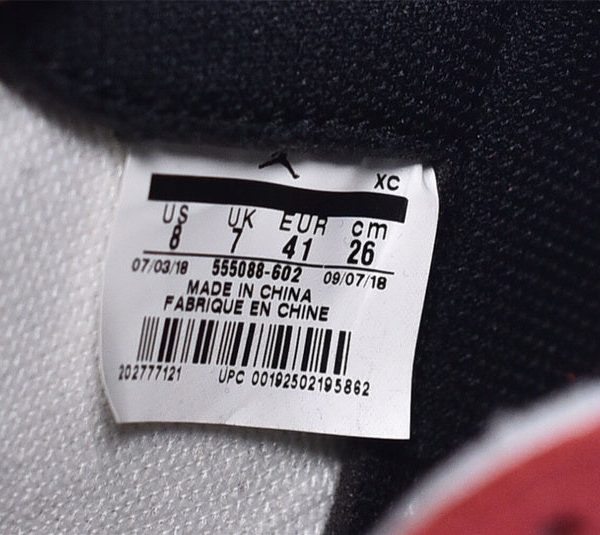 XC
US UK EUR cm
8 7 41 26
07/03/18 555088-602 09/07/18
MADE IN CHINA
FABRIQUE EN CHINE
202777121 UPC 00192502195862